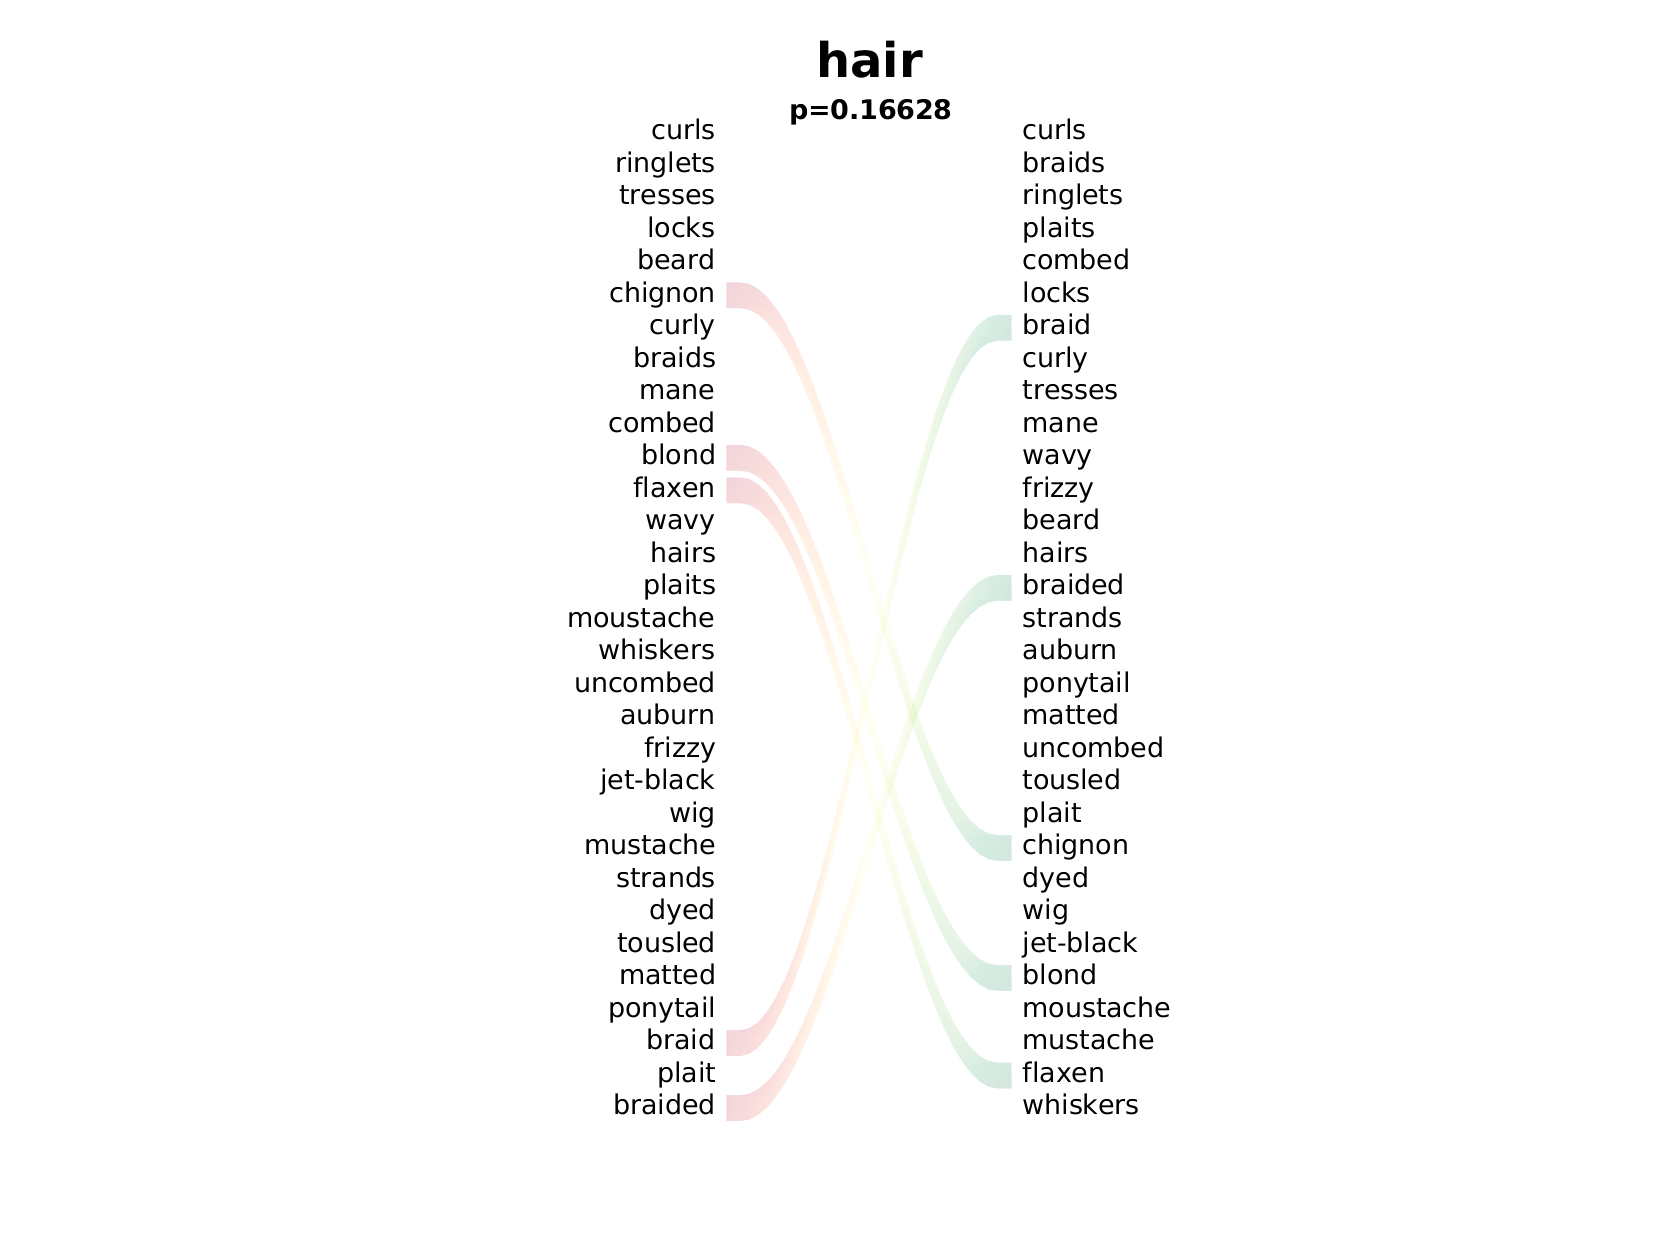 hair
p=0.16628
curls curls
ringlets braids
tresses ringlets
locks plaits
beard combed
chignon locks
curly braid
braids curly
mane tresses
combed mane
blond wavy
flaxen frizzy
wavy beard
hairs hairs
plaits braided
moustache strands
whiskers auburn
uncombed ponytail
auburn matted
frizzy uncombed
jet-black tousled
wig plait
mustache chignon
strands dyed
dyed wig
tousled jet-black
matted blond
ponytail moustache
braid mustache
plait flaxen
braided whiskers